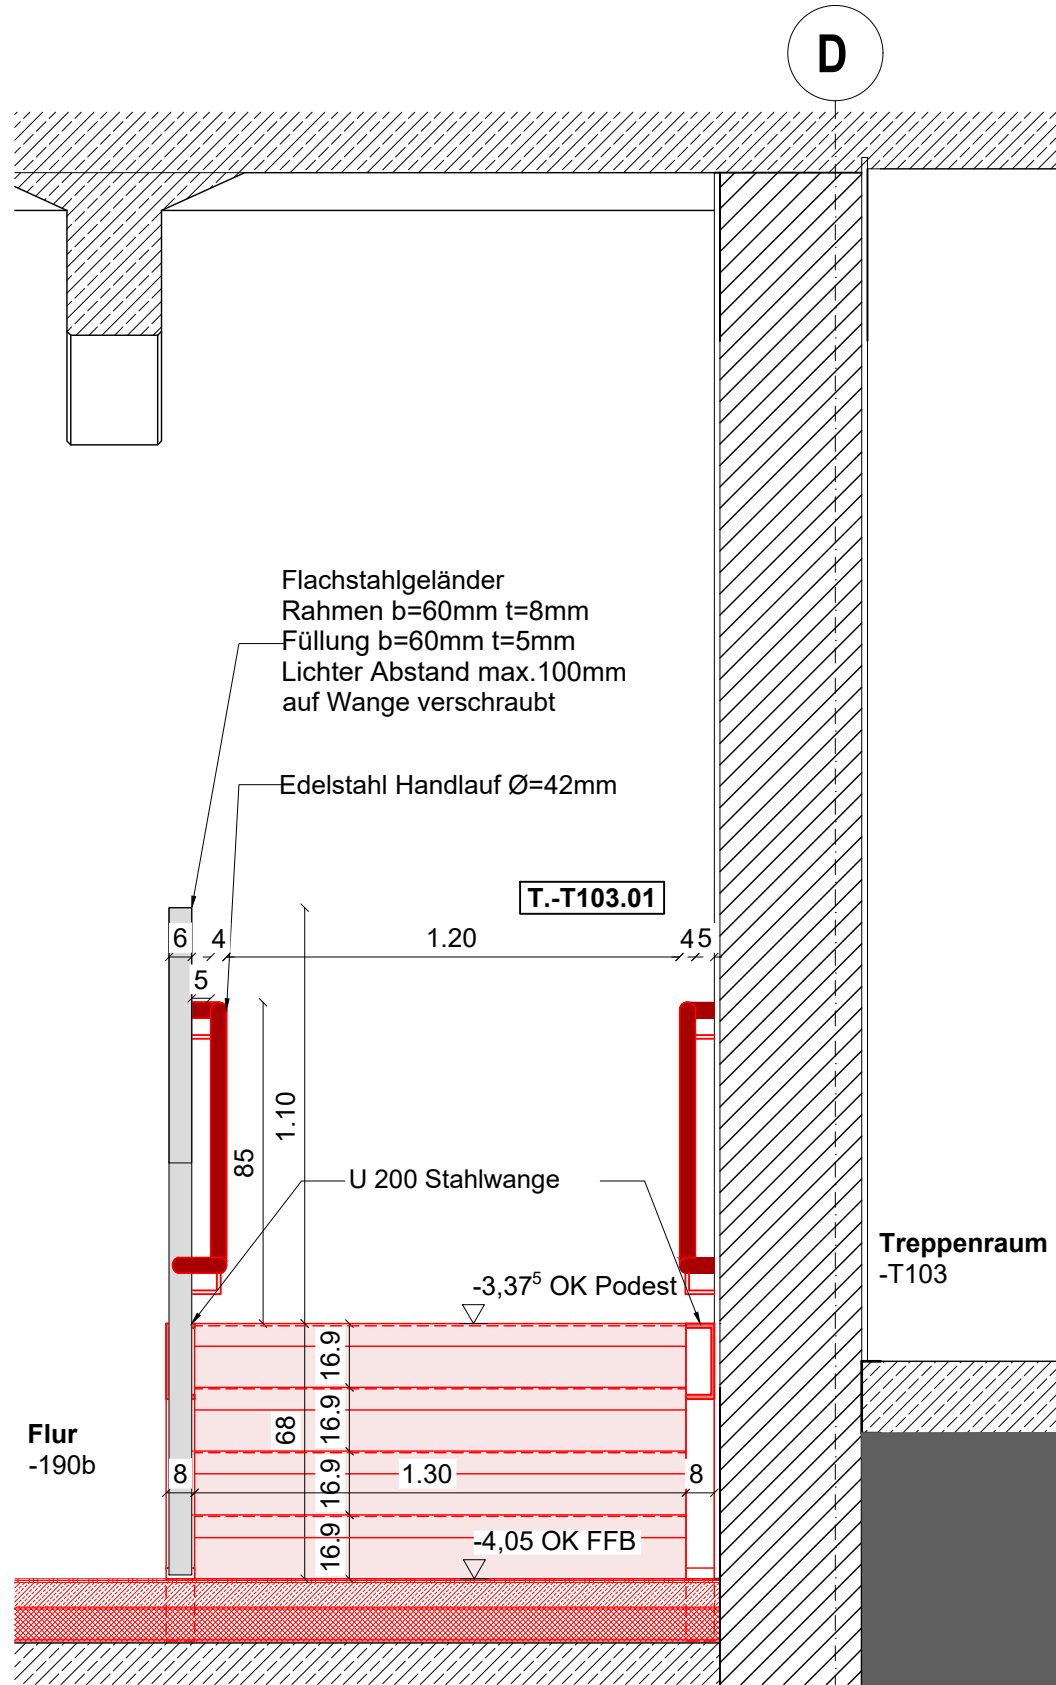 D
Flachstahlgeländer
Rahmen b=60mm t=8mm
Füllung b=60mm t=5mm
Lichter Abstand max.100mm
auf Wange verschraubt
Edelstahl Handlauf Ø=42mm
T.-T103.01
6 4 1.20 4 5
5
1.10
85
U 200 Stahlwange
Treppenraum
-T103
-3,37⁵ OK Podest
16.9
16.9
68
Flur
-190b
8 16.9 1.30 8
16.9
-4,05 OK FFB